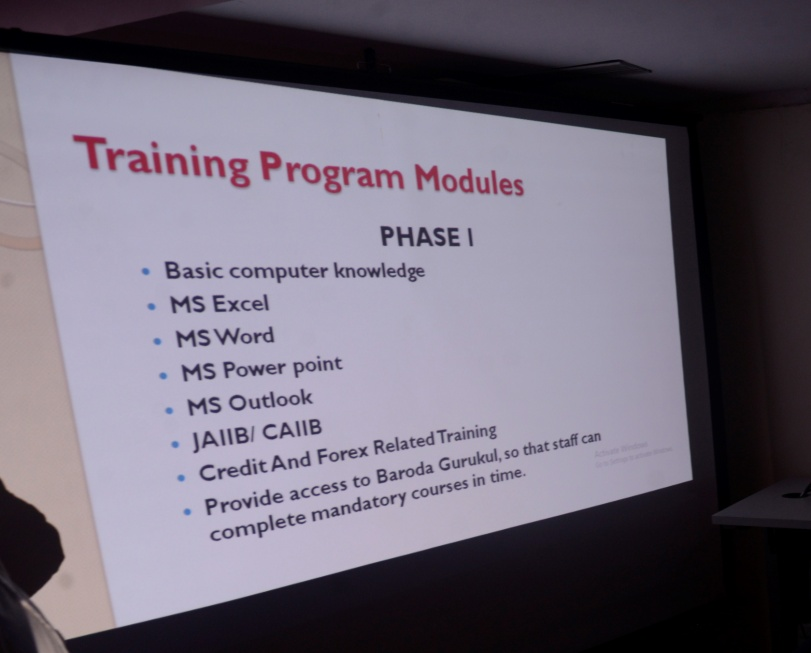 Training Program Modules
PHASE I
• Basic computer knowledge
• MS Excel
• MS Word
• MS Power point
• MS Outlook
• JAIIB/ CAIIB
• Credit And Forex Related Training
• Provide access to Baroda Gurukul, so that staff can
complete mandatory courses in time.
Activate Windows